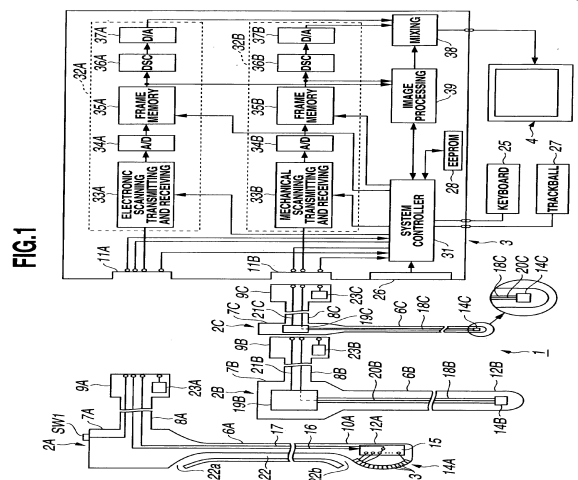 FIG.1
32A
33A
ELECTRONIC SCANNING TRANSMITTING AND RECEIVING
34A
A/D
35A
FRAME MEMORY
36A
DSC
37A
D/A
32B
33B
MECHANICAL SCANNING TRANSMITTING AND RECEIVING
34B
A/D
35B
FRAME MEMORY
36B
DSC
37B
D/A
MIXING
38
IMAGE PROCESSING
39
SYSTEM CONTROLLER
31
EEPROM
28
KEYBOARD
25
TRACKBALL
27
4
3
26
11A
11B
9A
23A
8A
7A
SW1
2A
6A
17
16
10A
12A
15
14A
3'
22
22a
22b
9B
23B
8B
7B
21B
2B
19B
20B
6B
18B
12B
14B
9C
23C
8C
7C
21C
2C
19C
6C
18C
14C
18C
20C
14C
1